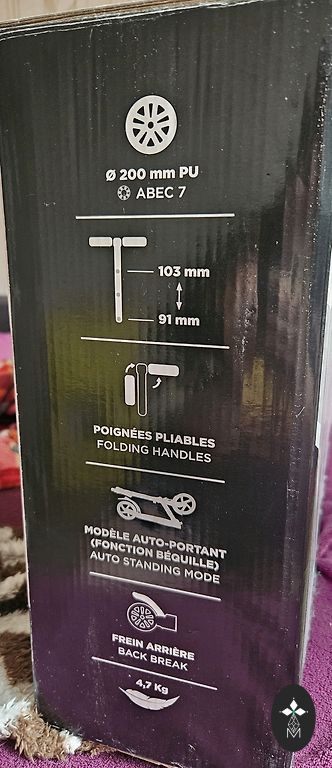 Ø 200 mm PU
ABEC 7
103 mm
91 mm
POIGNÉES PLIABLES
FOLDING HANDLES
MODÈLE AUTO-PORTANT
(FONCTION BÉQUILLE)
AUTO STANDING MODE
FREIN ARRIÈRE
BACK BREAK
4,7 Kg